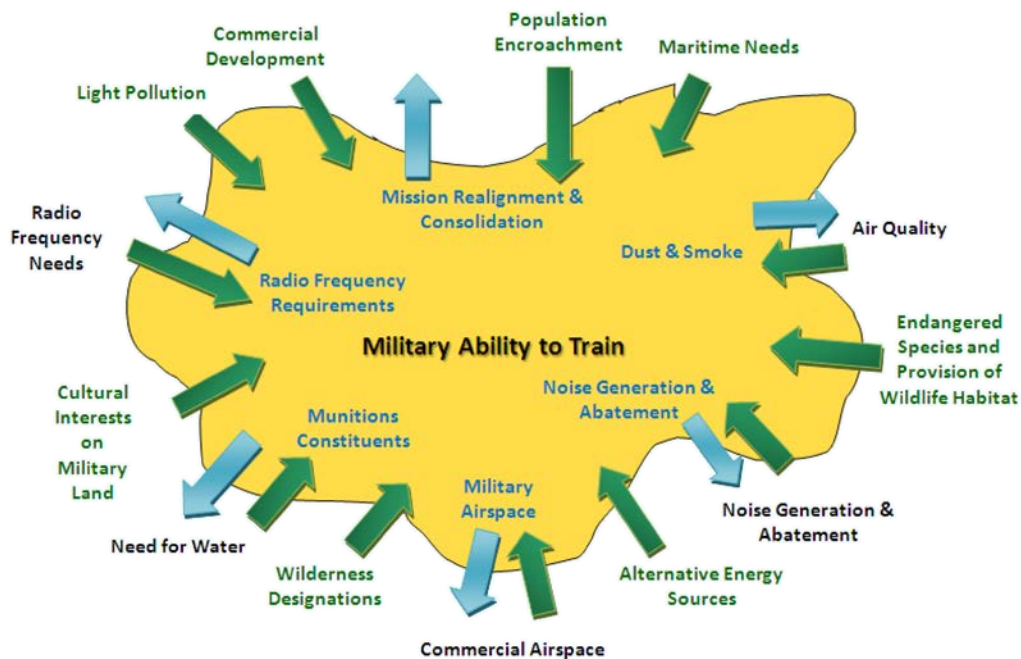 Commercial
Development
Population
Encroachment
Maritime Needs
Light Pollution
Mission Realignment &
Consolidation
Radio
Frequency
Needs
Air Quality
Dust & Smoke
Radio Frequency
Requirements
Military Ability to Train
Endangered
Species and
Provision of
Wildlife Habitat
Noise Generation &
Abatement
Cultural
Interests
on
Military
Land
Munitions
Constituents
Military
Airspace
Noise Generation &
Abatement
Need for Water
Wilderness
Designations
Alternative Energy
Sources
Commercial Airspace